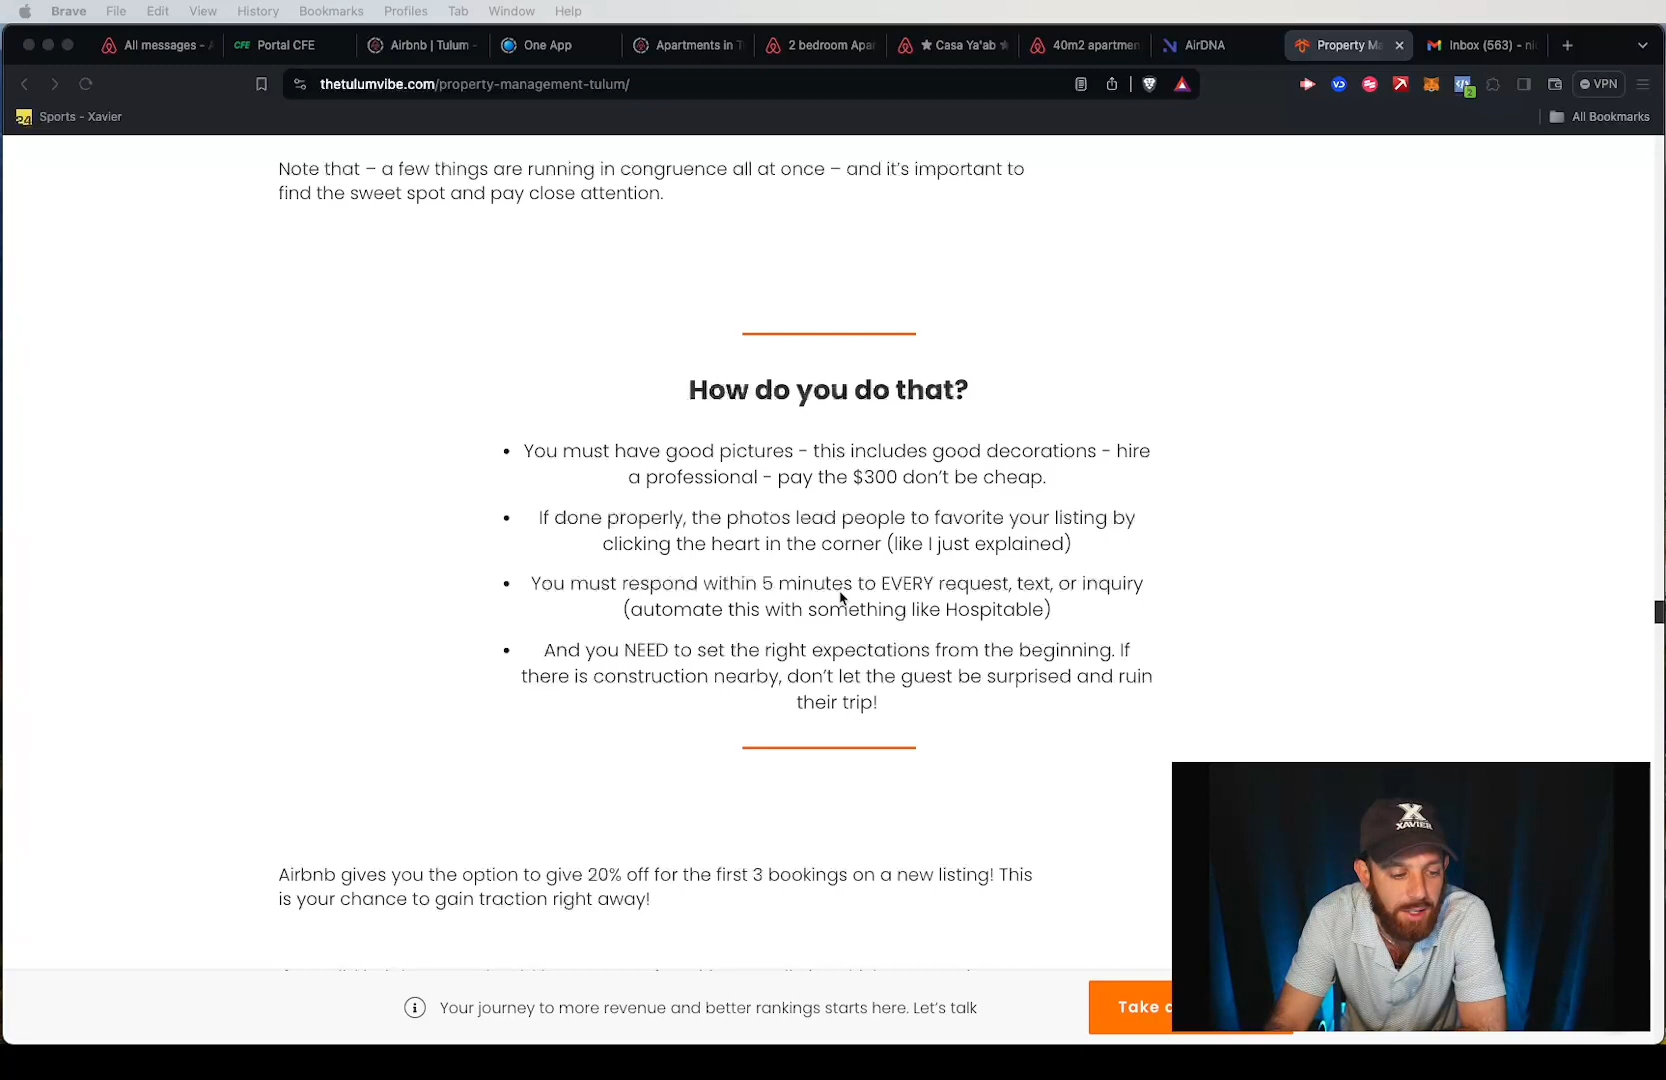 Brave File Edit View History Bookmarks Profiles Tab Window Help
All messages - CFE Portal CFE Airbnb | Tulum - One App Apartments in T 2 bedroom Apar ★ Casa Ya'ab ★ 40m2 apartmen AirDNA Property Ma Inbox (563) - ni
thetulumvibe.com/property-management-tulum/ 2 VPN
24 Sports - Xavier All Bookmarks
Note that – a few things are running in congruence all at once – and it's important to
find the sweet spot and pay close attention.
How do you do that?
• You must have good pictures - this includes good decorations - hire
a professional - pay the $300 don't be cheap.
• If done properly, the photos lead people to favorite your listing by
clicking the heart in the corner (like I just explained)
• You must respond within 5 minutes to EVERY request, text, or inquiry
(automate this with something like Hospitable)
• And you NEED to set the right expectations from the beginning. If
there is construction nearby, don't let the guest be surprised and ruin
their trip!
Airbnb gives you the option to give 20% off for the first 3 bookings on a new listing! This
is your chance to gain traction right away!
Your journey to more revenue and better rankings starts here. Let's talk
Take
X
XAVIER